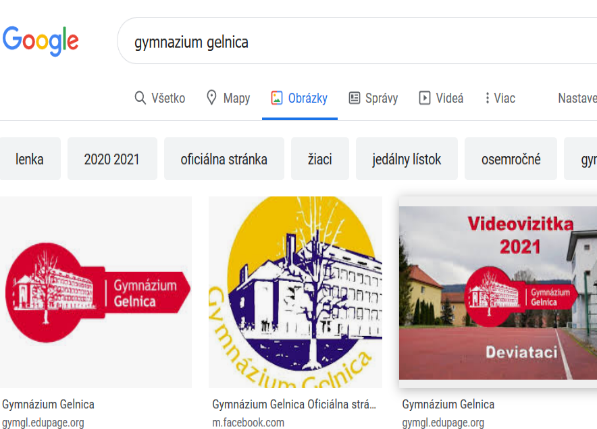 Google
gymnazium gelnica
Všetko
Mapy
Obrázky
Správy
Videá
Viac
Nastave
lenka
2020 2021
oficiálna stránka
žiaci
jedálny lístok
osemročné
gyr
Gymnázium
Gelnica
Gymnázium Gelnica
Videovizitka
2021
Gymnázium
Gelnica
Deviataci
Gymnázium Gelnica
gymgl.edupage.org
Gymnázium Gelnica Oficiálna strá...
m.facebook.com
Gymnázium Gelnica
gymgl.edupage.org